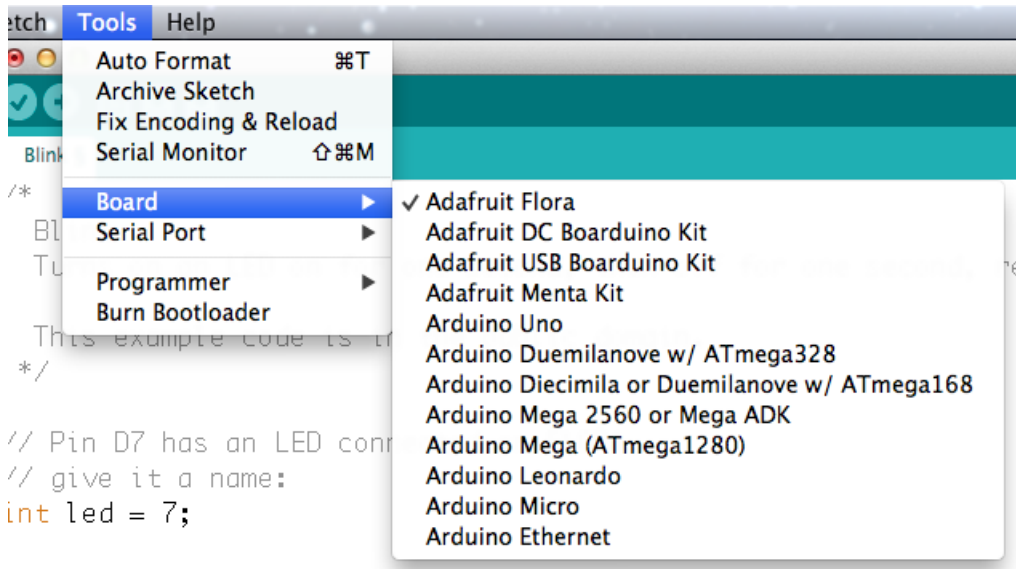 Tools Help
Auto Format ⌘T
Archive Sketch
Fix Encoding & Reload
Serial Monitor ⇧⌘M
Blink
/*
Board
Serial Port
Programmer
Burn Bootloader
Adafruit Flora
Adafruit DC Boarduino Kit
Adafruit USB Boarduino Kit
Adafruit Menta Kit
Arduino Uno
Arduino Duemilanove w/ ATmega328
Arduino Diecimila or Duemilanove w/ ATmega168
Arduino Mega 2560 or Mega ADK
Arduino Mega (ATmega1280)
Arduino Leonardo
Arduino Micro
Arduino Ethernet
This example code is in
*/
// Pin D7 has an LED
// give it a name:
int led = 7;